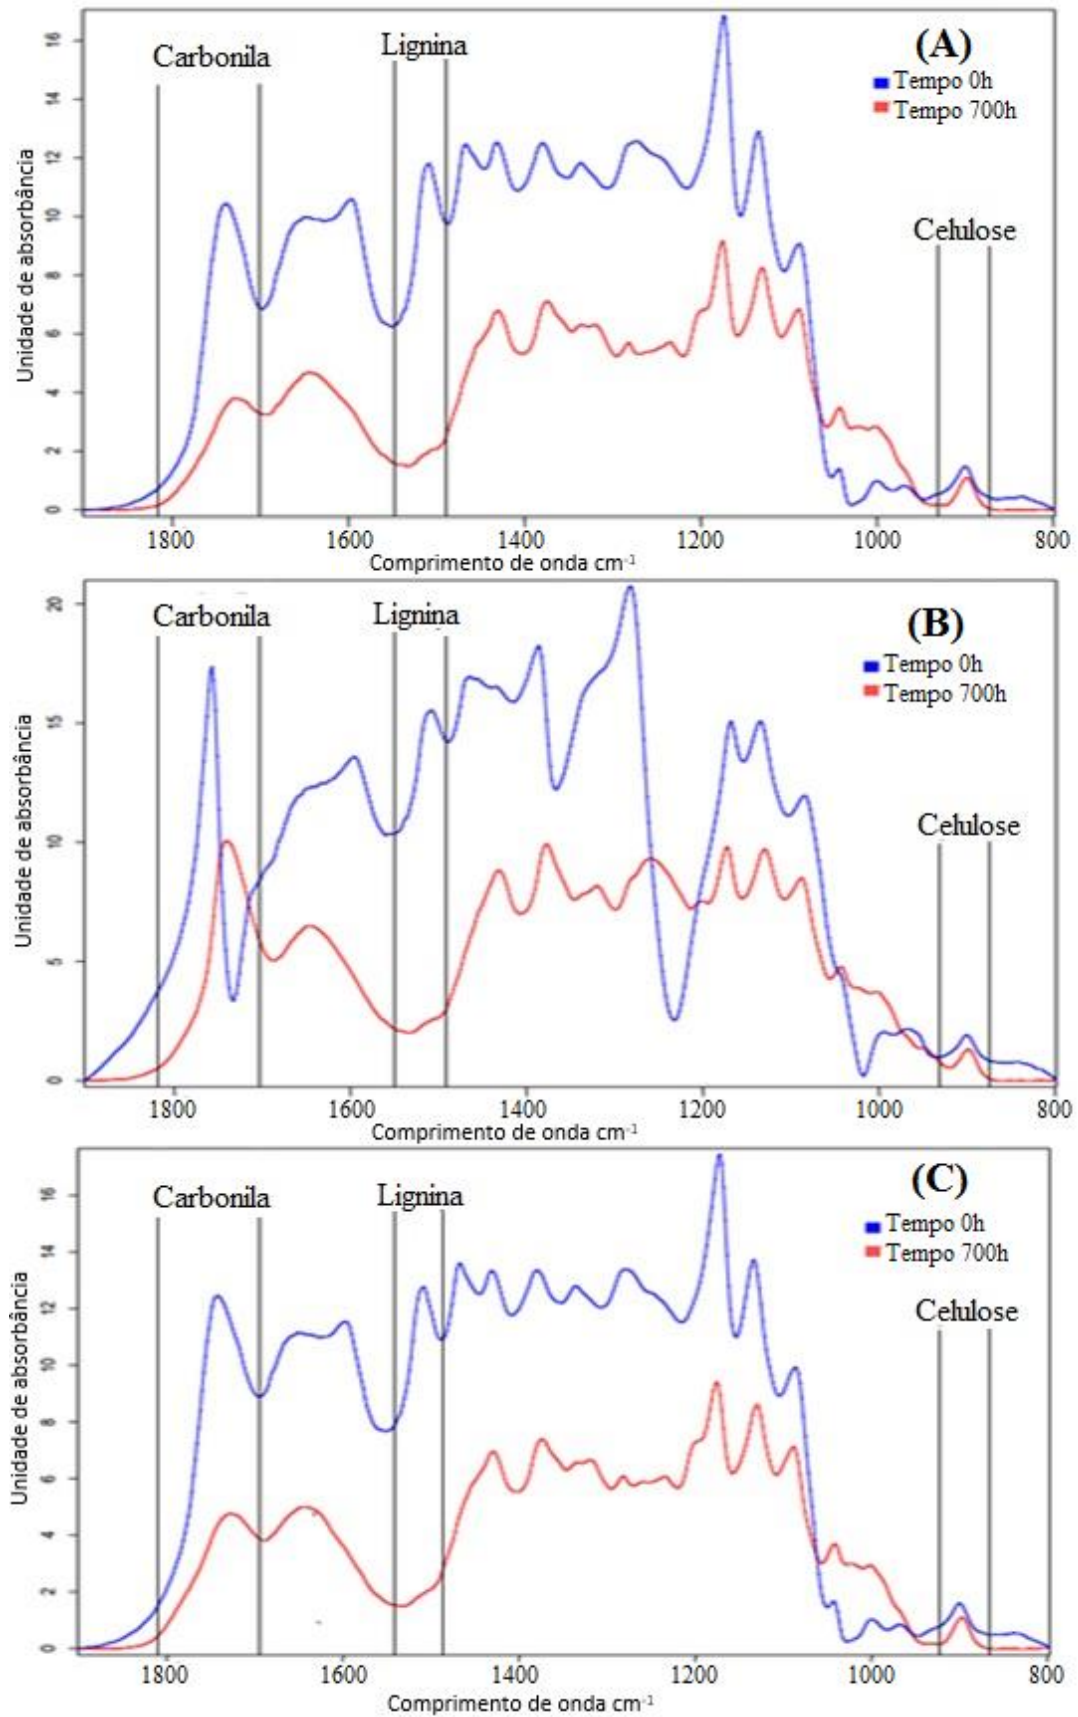 (A)
Carbonila
Lignina
Tempo 0h
Tempo 700h
Celulose
Unidade de absorbância
0 2 4 6 8 10 12 14 16
1800 1600 1400 1200 1000 800
Comprimento de onda cm⁻¹
(B)
Carbonila
Lignina
Tempo 0h
Tempo 700h
Celulose
Unidade de absorbância
0 5 10 15 20
1800 1600 1400 1200 1000 800
Comprimento de onda cm⁻¹
(C)
Carbonila
Lignina
Tempo 0h
Tempo 700h
Celulose
Unidade de absorbância
0 2 4 6 8 10 12 14 16
1800 1600 1400 1200 1000 800
Comprimento de onda cm⁻¹